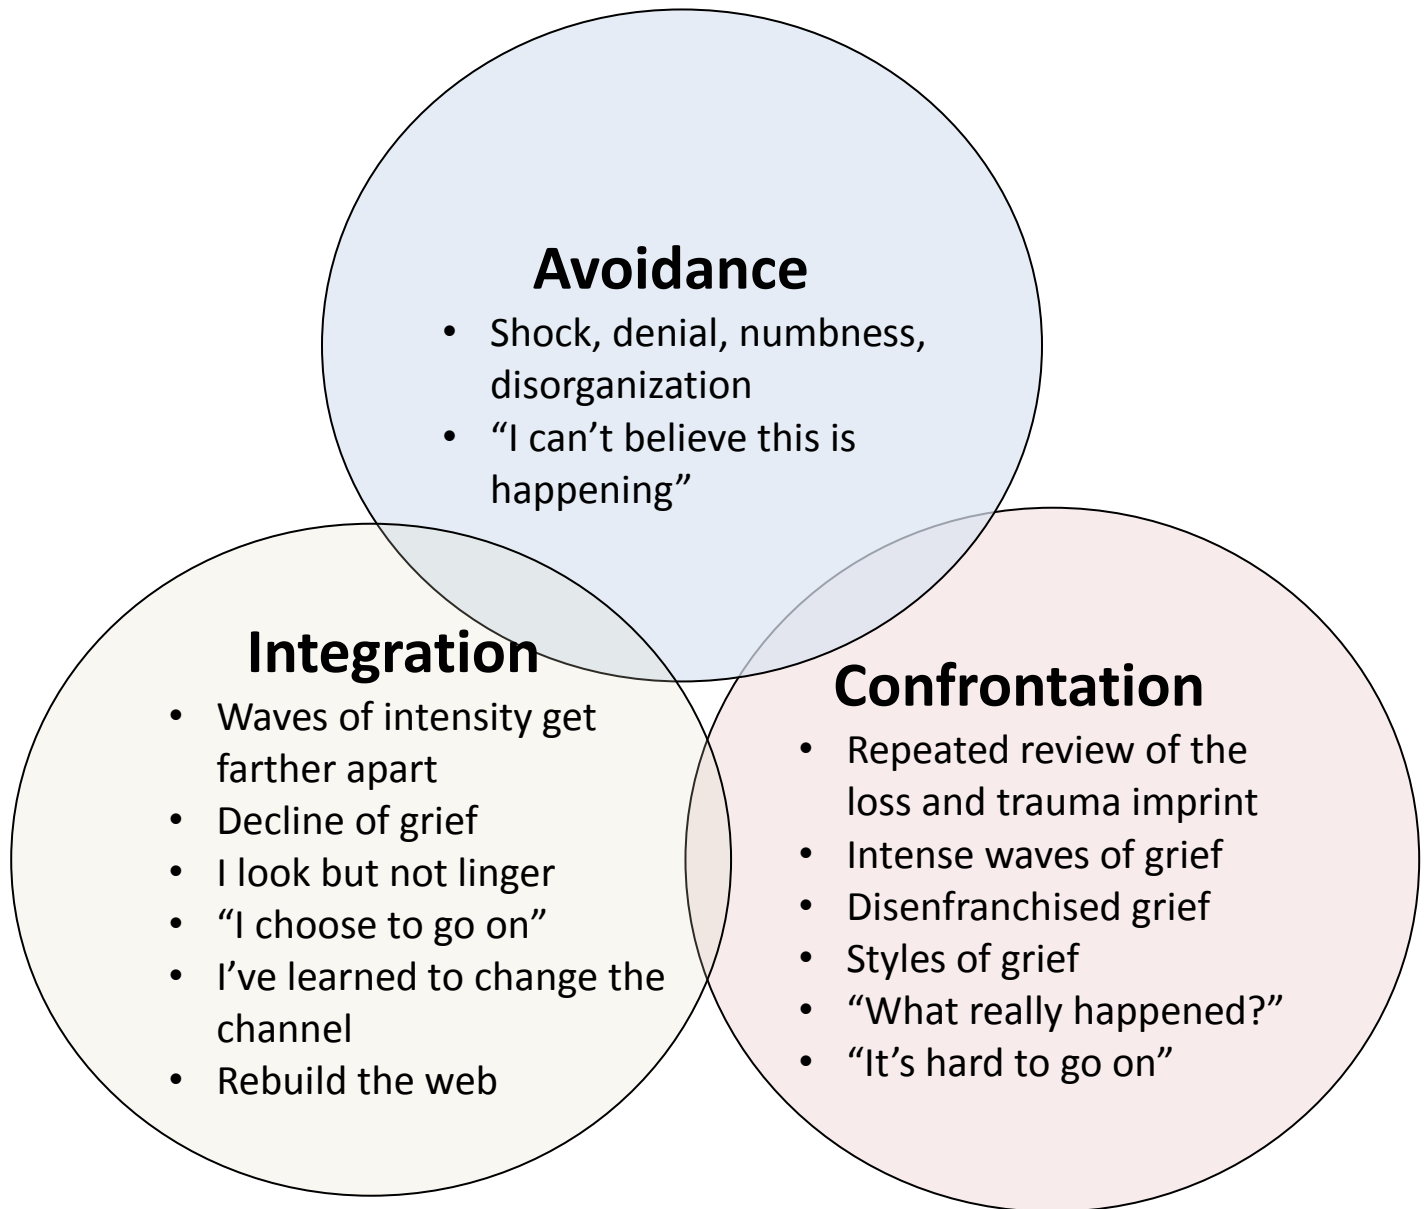 Avoidance
• Shock, denial, numbness,
disorganization
• “I can’t believe this is
happening”
Integration
• Waves of intensity get
farther apart
• Decline of grief
• I look but not linger
• “I choose to go on”
• I’ve learned to change the
channel
• Rebuild the web
Confrontation
• Repeated review of the
loss and trauma imprint
• Intense waves of grief
• Disenfranchised grief
• Styles of grief
• “What really happened?”
• “It’s hard to go on”